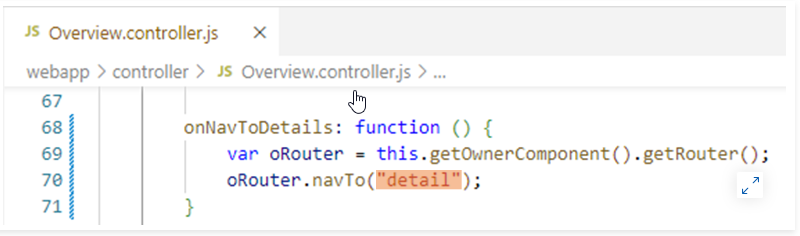 JS Overview.controller.js ×
webapp > controller > JS Overview.controller.js > ...
67
68 onNavToDetails: function () {
69 var oRouter = this.getOwnerComponent().getRouter();
70 oRouter.navTo("detail");
71 }